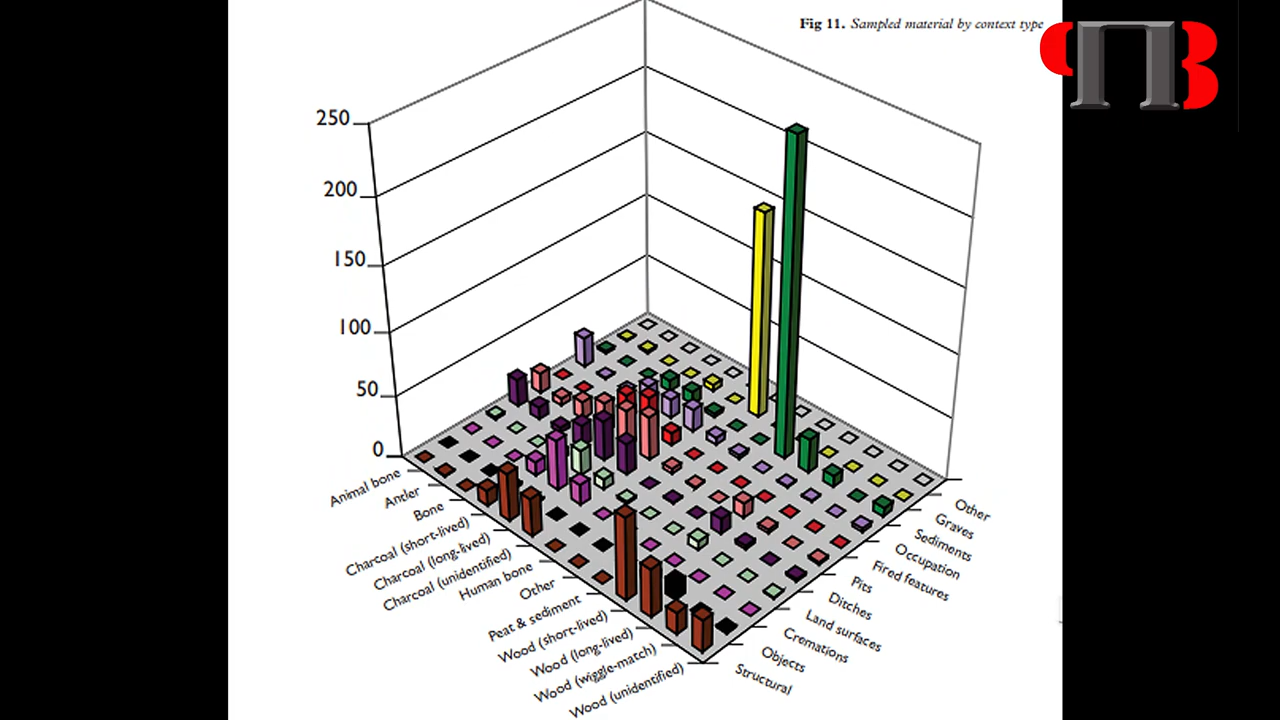 Fig 11. Sampled material by context type
250
200
150
100
50
0
Animal bone
Antler
Bone
Charcoal (short-lived)
Charcoal (long-lived)
Charcoal (unidentified)
Human bone
Other
Peat & sediment
Wood (short-lived)
Wood (long-lived)
Wood (wiggle-match)
Wood (unidentified)
Other
Graves
Sediments
Occupation
Fired features
Pits
Ditches
Land surfaces
Cremations
Objects
Structural